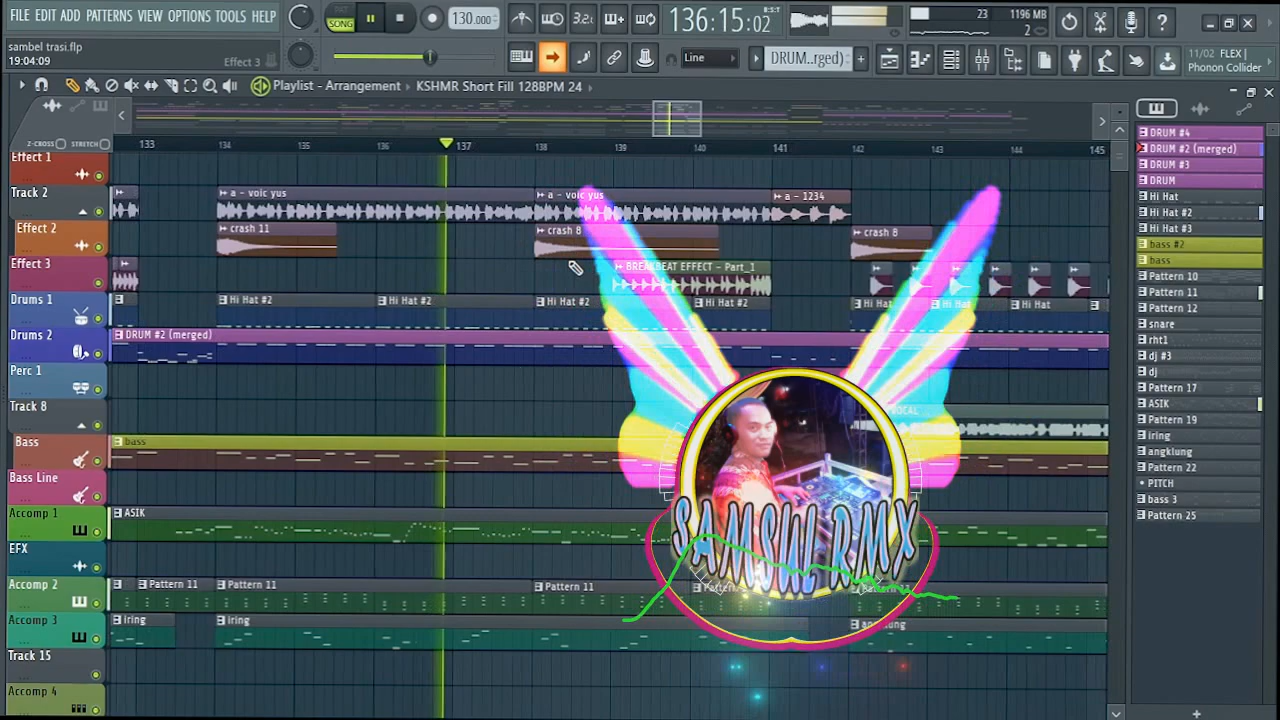 FILE EDIT ADD PATTERNS VIEW OPTIONS TOOLS HELP
SONG
130.000
3.2
136:15:02
B:S:T
23
1196 MB
2
sambel trasi.flp
19:04:09
Effect 3
Line
DRUM..rged)
11/02 FLEX |
Phonon Collider
Playlist - Arrangement
KSHMR Short Fill 128BPM 24
Z-CROSS
STRETCH
133 134 135 136 137 138 139 140 141 142 143 144 145
Effect 1
Track 2
a - voic yus
a - voic yus
a - 1234
Effect 2
crash 11
crash 8
crash 8
Effect 3
BREAKBEAT EFFECT - Part_1
Drums 1
Hi Hat #2
Hi Hat #2
Hi Hat #2
Hi Hat #2
Hi Hat
Hi Hat
Hi Hat
Drums 2
DRUM #2 (merged)
Perc 1
Track 8
VOCAL
Bass
bass
Bass Line
Accomp 1
ASIK
EFX
Accomp 2
Pattern 11
Pattern 11
Pattern 11
Accomp 3
iring
iring
Track 15
Accomp 4
SAMSUL RMX
DRUM #4
DRUM #2 (merged)
DRUM #3
DRUM
Hi Hat
Hi Hat #2
Hi Hat #3
bass #2
bass
Pattern 10
Pattern 11
Pattern 12
snare
rht1
dj #3
dj
Pattern 17
ASIK
Pattern 19
iring
angklung
Pattern 22
PITCH
bass 3
Pattern 25